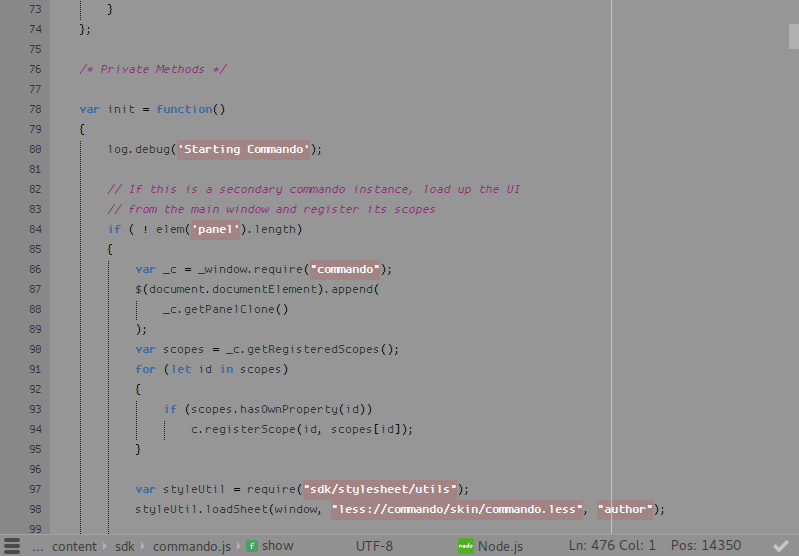 73 }
74 };
75
76 /* Private Methods */
77
78 var init = function()
79 {
80 log.debug('Starting Commando');
81
82 // If this is a secondary commando instance, load up the UI
83 // from the main window and register its scopes
84 if ( ! elem('panel').length)
85 {
86 var _c = _window.require("commando");
87 $(document.documentElement).append(
88 _c.getPanelClone()
89 );
90 var scopes = _c.getRegisteredScopes();
91 for (let id in scopes)
92 {
93 if (scopes.hasOwnProperty(id))
94 c.registerScope(id, scopes[id]);
95 }
96
97 var styleUtil = require("sdk/stylesheet/utils");
98 styleUtil.loadSheet(window, "less://commando/skin/commando.less", "author");
99
... content sdk commando.js f show UTF-8 node Node.js Ln: 476 Col: 1 Pos: 14350